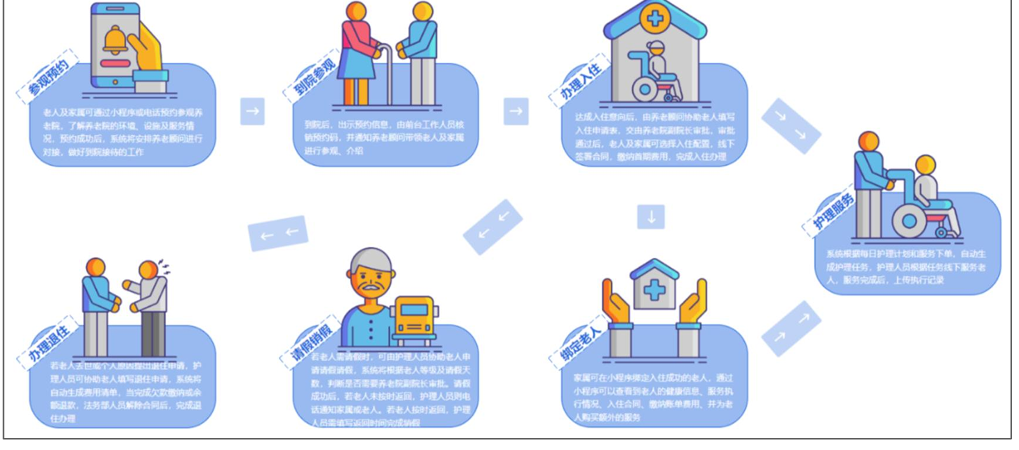 参观预约
老人及家属可通过小程序或电话预约参观养
老院，了解养老院的环境、设施及服务情
况，预约成功后，系统将安排养老顾问进行
对接，做好到院接待的工作
到院参观
到院后，出示预约信息，由前台工作人员核
销预约码，并通知养老顾问带领老人及家属
进行参观、介绍
办理入住
达成入住意向后，由养老顾问协助老人填写
入住申请表，交由养老院副院长审批，审批
通过后，老人及家属可选择入住配置，线下
签署合同，缴纳首期费用，完成入住办理
护理服务
系统根据每日护理计划和服务下单，自动生
成护理任务，护理人员根据任务线下服务老
人，服务完成后，上传执行记录
绑定老人
家属可在小程序绑定入住成功的老人，通过
小程序可以查看到老人的健康信息、服务执
行情况、入住合同、缴纳账单费用，并为老
人购买额外的服务
请假销假
若老人需请假时，可由护理人员协助老人申
请请假请假，系统将根据老人等级及请假天
数，判断是否需要养老院副院长审批。请假
成功后，若老人未按时返回，护理人员则电
话通知家属或老人。若老人按时返回，护理
人员需填写返回时间完成销假
办理退住
若老人去世或个人原因提出退住申请，护
理人员可协助老人填写退住申请，系统将
自动生成费用清单，当完成欠款缴纳或余
额退款，法务部人员解除合同后，完成退
住办理